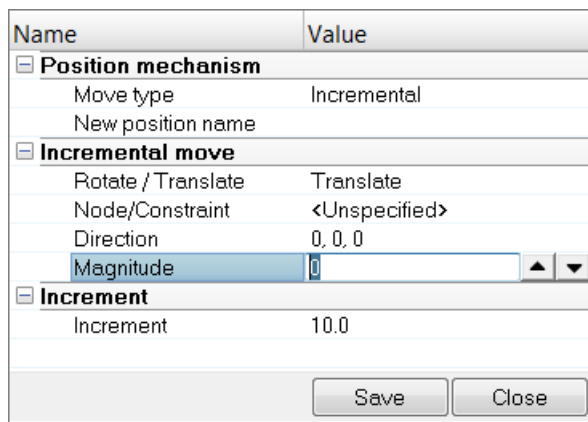 Name Value
Position mechanism
Move type Incremental
New position name
Incremental move
Rotate / Translate Translate
Node/Constraint <Unspecified>
Direction 0, 0, 0
Magnitude 0
Increment
Increment 10.0
Save Close